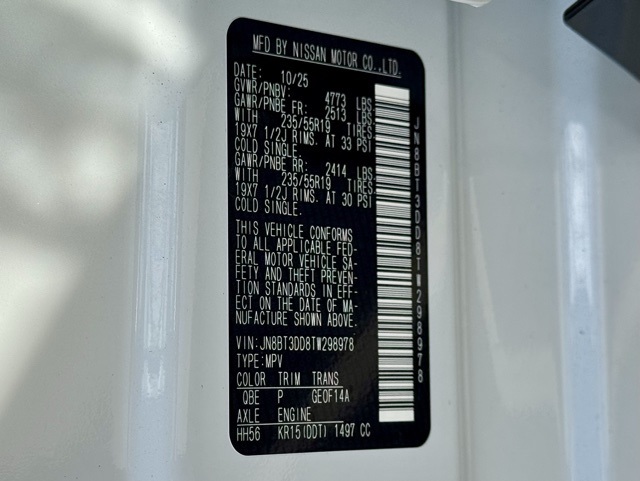 MFD BY NISSAN MOTOR CO.,LTD.
DATE: 10/25
GVWR/PNBV: 4773 LBS
GAWR/PNBE FR: 2513 LBS
WITH 235/55R19 TIRES
19X7 1/2J RIMS. AT 33 PSI
COLD SINGLE.
GAWR/PNBE RR: 2414 LBS
WITH 235/55R19 TIRES
19X7 1/2J RIMS. AT 30 PSI
COLD SINGLE.
THIS VEHICLE CONFORMS
TO ALL APPLICABLE FED-
ERAL MOTOR VEHICLE SA-
FETY AND THEFT PREVEN-
TION STANDARDS IN EFF-
ECT ON THE DATE OF MA-
NUFACTURE SHOWN ABOVE.
VIN:JN8BT3DD8TW298978
TYPE:MPV
COLOR TRIM TRANS
QBE P GE0F14A
AXLE ENGINE
HH56 KR15(DDT) 1497 CC
JN8BT3DD8TW298978